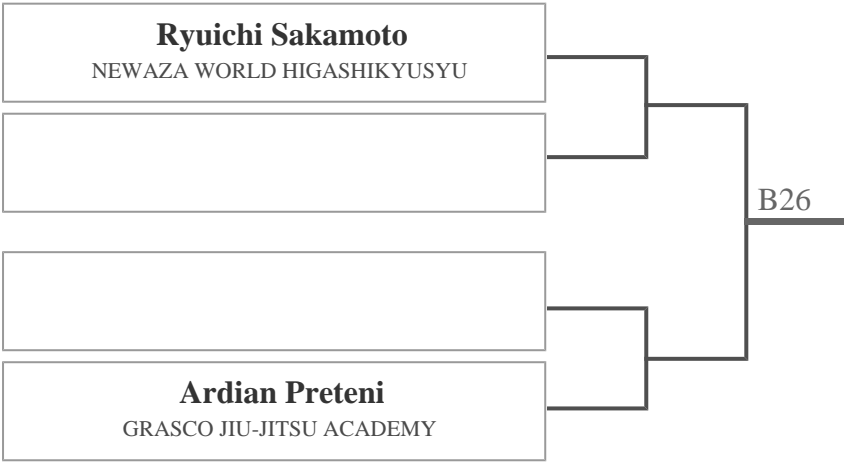 Ryuichi Sakamoto
NEWAZA WORLD HIGASHIKYUSYU
B26
Ardian Preteni
GRASCO JIU-JITSU ACADEMY